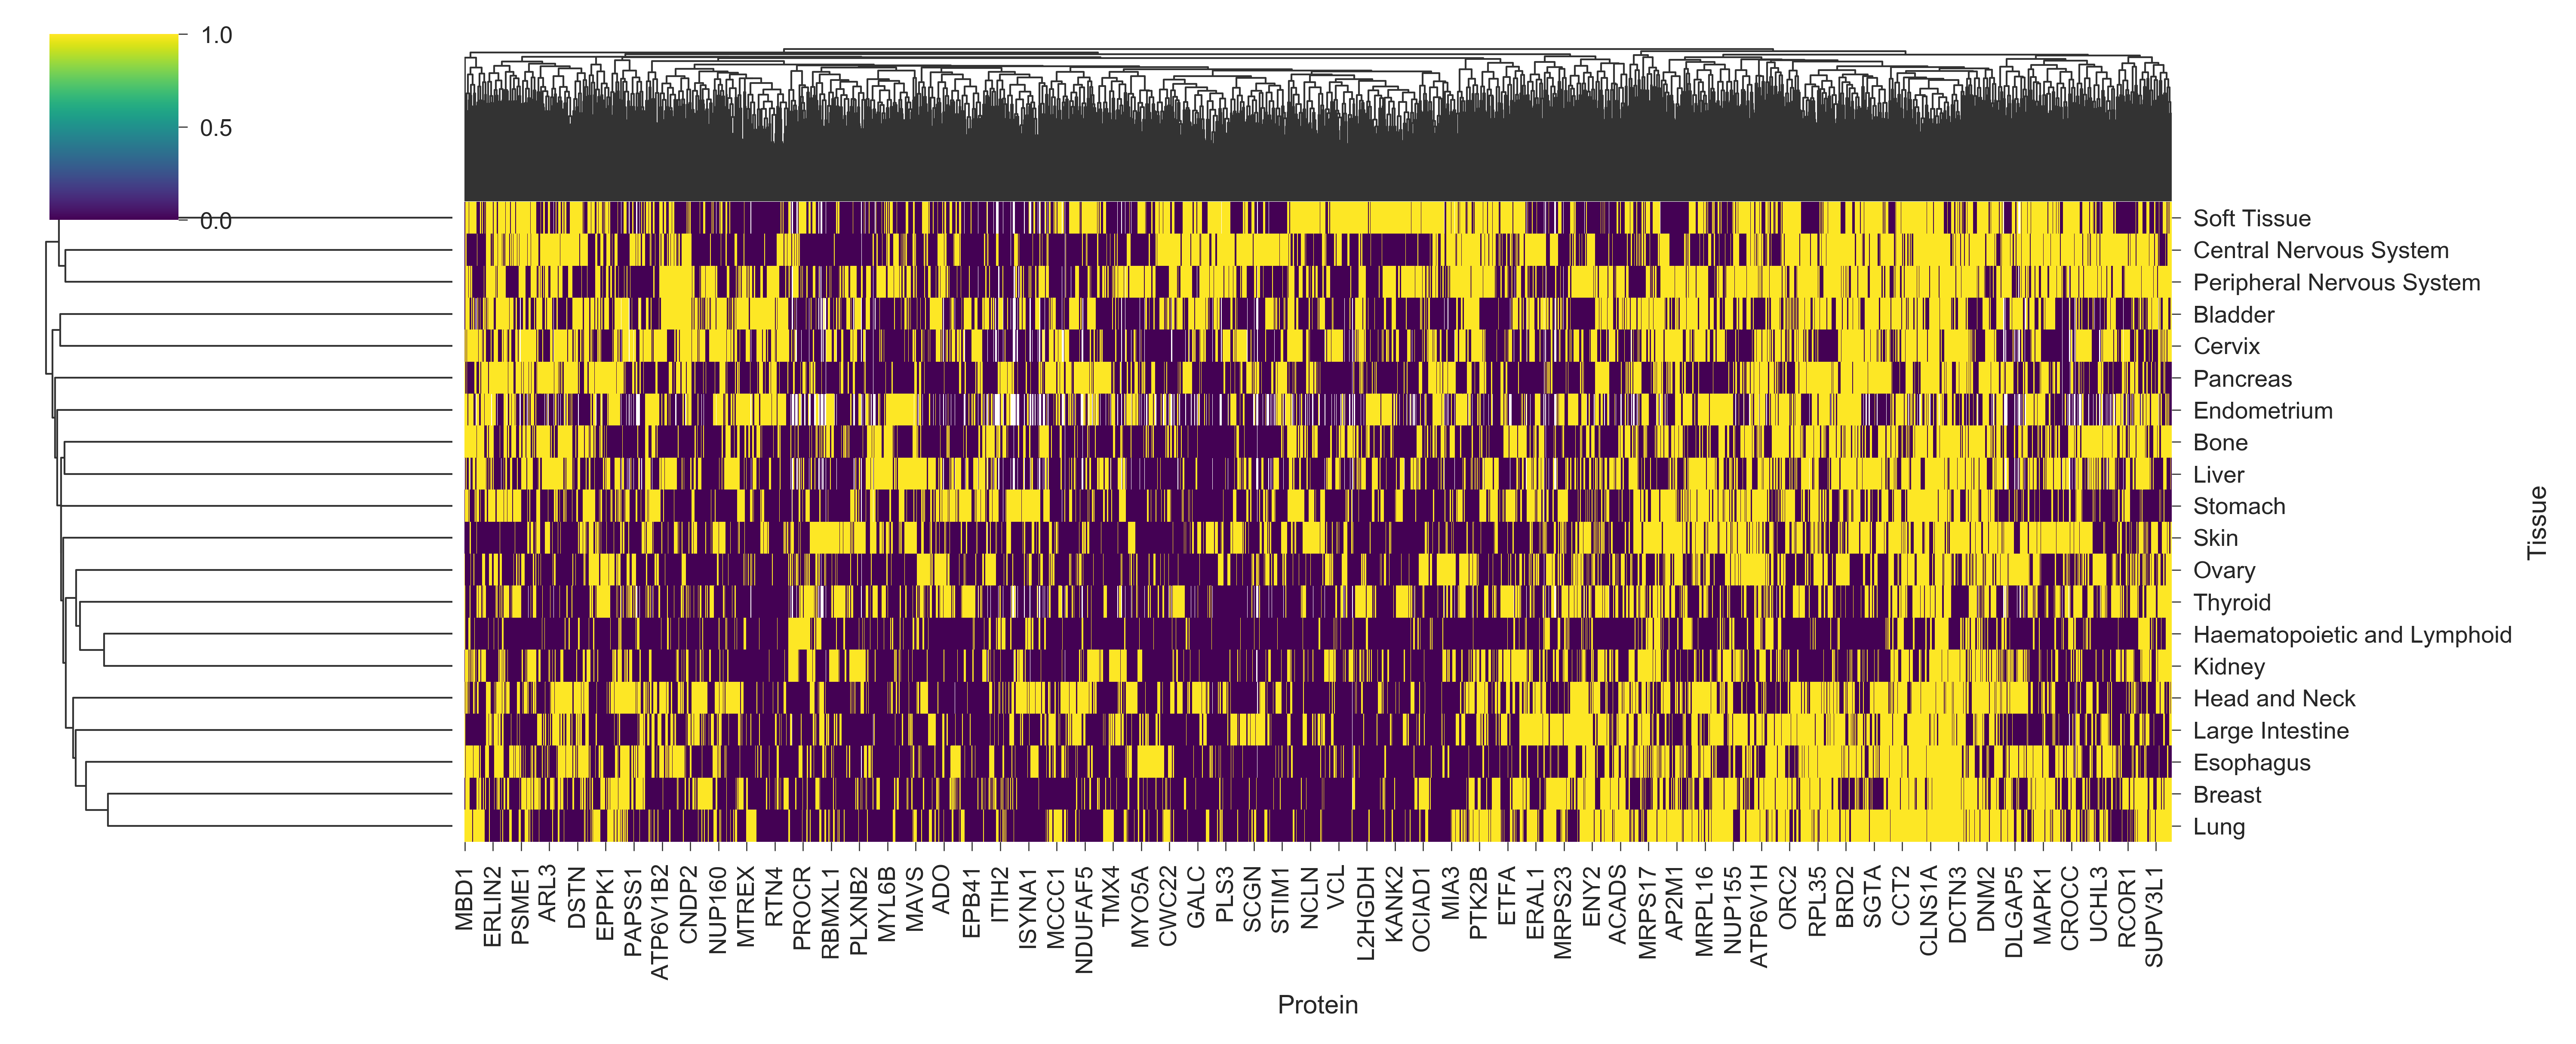 1.0
0.5
0.0
Soft Tissue
Central Nervous System
Peripheral Nervous System
Bladder
Cervix
Pancreas
Endometrium
Bone
Liver
Stomach
Skin
Ovary
Thyroid
Haematopoietic and Lymphoid
Kidney
Head and Neck
Large Intestine
Esophagus
Breast
Lung
Tissue
MBD1
ERLIN2
PSME1
ARL3
DSTN
EPPK1
PAPSS1
ATP6V1B2
CNDP2
NUP160
MTREX
RTN4
PROCR
RBMXL1
PLXNB2
MYL6B
MAVS
ADO
EPB41
ITIH2
ISYNA1
MCCC1
NDUFAF5
TMX4
MYO5A
CWC22
GALC
PLS3
SCGN
STIM1
NCLN
VCL
L2HGDH
KANK2
OCIAD1
MIA3
PTK2B
ETFA
ERAL1
MRPS23
ENY2
ACADS
MRPS17
AP2M1
MRPL16
NUP155
ATP6V1H
ORC2
RPL35
BRD2
SGTA
CCT2
CLNS1A
DCTN3
DNM2
DLGAP5
MAPK1
CROCC
UCHL3
RCOR1
SUPV3L1
Protein